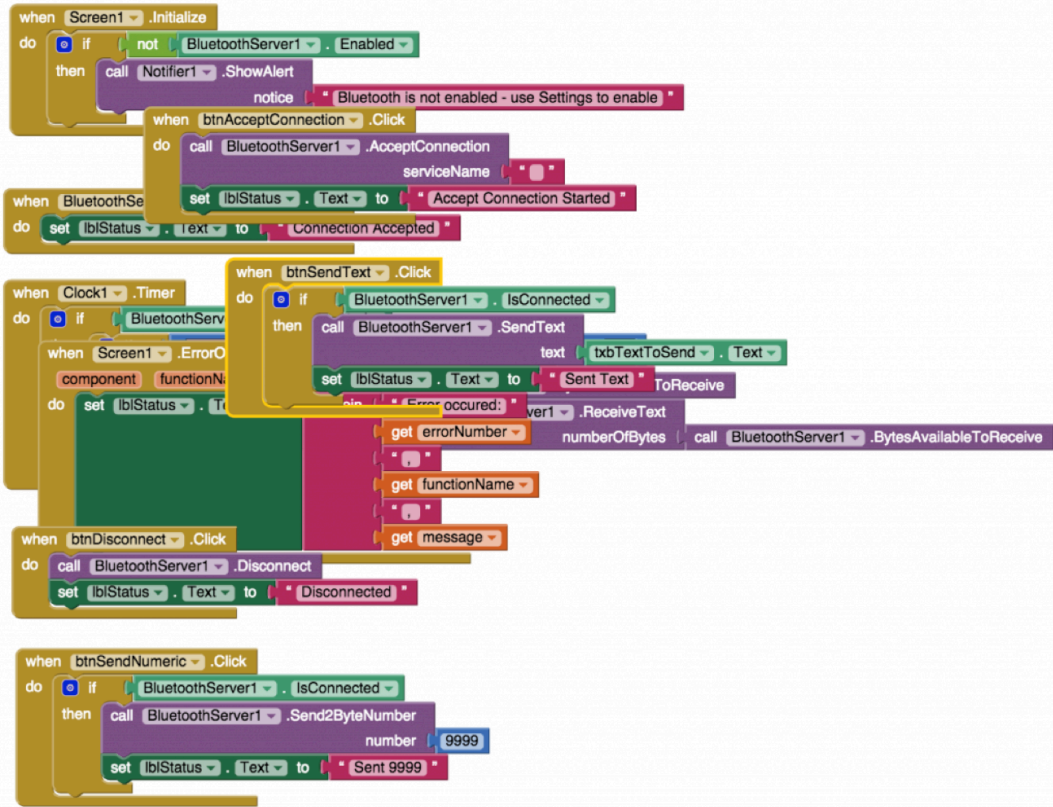 when Screen1 .Initialize
do if not BluetoothServer1 . Enabled
then call Notifier1 .ShowAlert
notice " Bluetooth is not enabled - use Settings to enable "
when btnAcceptConnection .Click
do call BluetoothServer1 .AcceptConnection
serviceName " "
set lblStatus . Text to " Accept Connection Started "
when
do set lblStatus . Text to " Connection Accepted "
when btnSendText .Click
do if BluetoothServer1 . IsConnected
then call BluetoothServer1 .SendText
text txbTextToSend . Text
set lblStatus . Text to " Sent Text "
when Clock1 .Timer
do if
ToReceive
.ReceiveText
numberOfBytes call BluetoothServer1 .BytesAvailableToReceive
when Screen1
component
do set lblStatus .
" Error occured: "
get errorNumber
" , "
get functionName
" , "
get message
when btnDisconnect .Click
do call BluetoothServer1 .Disconnect
set lblStatus . Text to " Disconnected "
when btnSendNumeric .Click
do if BluetoothServer1 . IsConnected
then call BluetoothServer1 .Send2ByteNumber
number 9999
set lblStatus . Text to " Sent 9999 "